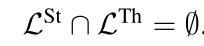 ℒ^St ∩ ℒ^Th = ∅.